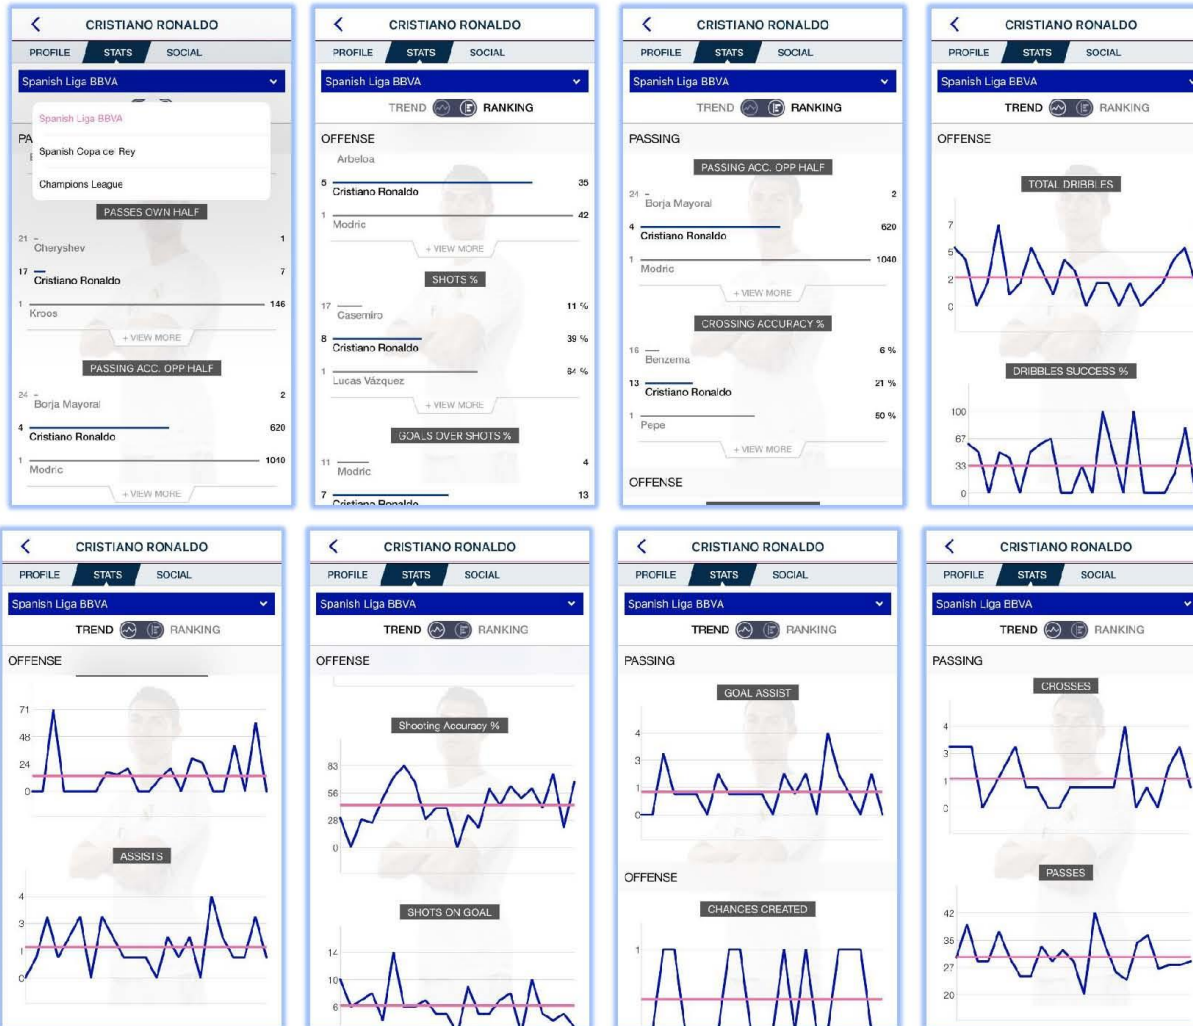 CRISTIANO RONALDO
PROFILE STATS SOCIAL
Spanish Liga BBVA
Spanish Liga BBVA
Spanish Copa del Rey
Champions League
PASSES OWN HALF
21 1
Cheryshev
17 7
Cristiano Ronaldo
1 146
Kroos
+ VIEW MORE
PASSING ACC. OPP HALF
24 2
Borja Mayoral
4 620
Cristiano Ronaldo
1 1040
Modric
+ VIEW MORE
CRISTIANO RONALDO
PROFILE STATS SOCIAL
Spanish Liga BBVA
TREND RANKING
OFFENSE
Arbeloa
5 35
Cristiano Ronaldo
1 42
Modric
+ VIEW MORE
SHOTS %
17 11 %
Casemiro
8 39 %
Cristiano Ronaldo
1 64 %
Lucas Vázquez
+ VIEW MORE
GOALS OVER SHOTS %
11 4
Modric
7 13
Cristiano Ronaldo
CRISTIANO RONALDO
PROFILE STATS SOCIAL
Spanish Liga BBVA
TREND RANKING
PASSING
PASSING ACC. OPP HALF
24 2
Borja Mayoral
4 620
Cristiano Ronaldo
1 1040
Modric
+ VIEW MORE
CROSSING ACCURACY %
16 6 %
Benzema
13 21 %
Cristiano Ronaldo
1 50 %
Pepe
+ VIEW MORE
OFFENSE
CRISTIANO RONALDO
PROFILE STATS SOCIAL
Spanish Liga BBVA
TREND RANKING
OFFENSE
TOTAL DRIBBLES
7
5
2
0
DRIBBLES SUCCESS %
100
67
33
0
CRISTIANO RONALDO
PROFILE STATS SOCIAL
Spanish Liga BBVA
TREND RANKING
OFFENSE
71
48
24
0
ASSISTS
4
3
1
0
CRISTIANO RONALDO
PROFILE STATS SOCIAL
Spanish Liga BBVA
TREND RANKING
OFFENSE
Shooting Accuracy %
83
56
28
0
SHOTS ON GOAL
14
10
6
CRISTIANO RONALDO
PROFILE STATS SOCIAL
Spanish Liga BBVA
TREND RANKING
PASSING
GOAL ASSIST
4
3
1
0
OFFENSE
CHANCES CREATED
1
CRISTIANO RONALDO
PROFILE STATS SOCIAL
Spanish Liga BBVA
TREND RANKING
PASSING
CROSSES
4
3
1
0
PASSES
42
35
27
20